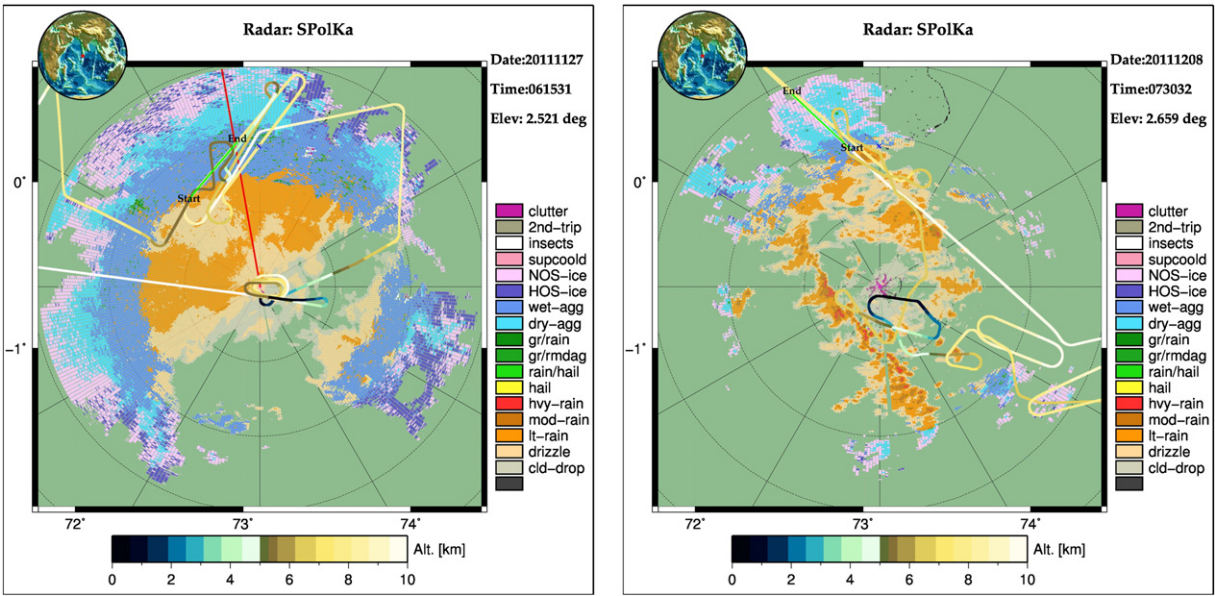 Radar: SPolKa
Date:20111127
Time:061531
Elev: 2.521 deg
End
Start
0°
-1°
72°
73°
74°
clutter
2nd-trip
insects
supcoold
NOS-ice
HOS-ice
wet-agg
dry-agg
gr/rain
gr/rmdag
rain/hail
hail
hvy-rain
mod-rain
lt-rain
drizzle
cld-drop
Alt. [km]
0 2 4 6 8 10
Radar: SPolKa
Date:20111208
Time:073032
Elev: 2.659 deg
End
Start
0°
-1°
72°
73°
74°
clutter
2nd-trip
insects
supcoold
NOS-ice
HOS-ice
wet-agg
dry-agg
gr/rain
gr/rmdag
rain/hail
hail
hvy-rain
mod-rain
lt-rain
drizzle
cld-drop
Alt. [km]
0 2 4 6 8 10